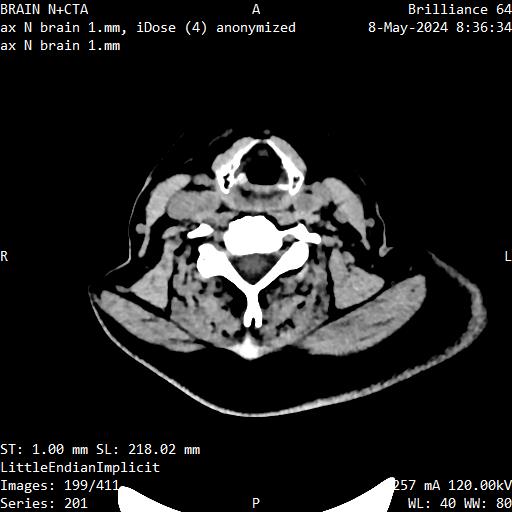 BRAIN N+CTA
A
Brilliance 64
ax N brain 1.mm, iDose (4) anonymized
8-May-2024 8:36:34
ax N brain 1.mm
R
L
ST: 1.00 mm SL: 218.02 mm
LittleEndianImplicit
Images: 199/411
257 mA 120.00kV
Series: 201
P
WL: 40 WW: 80